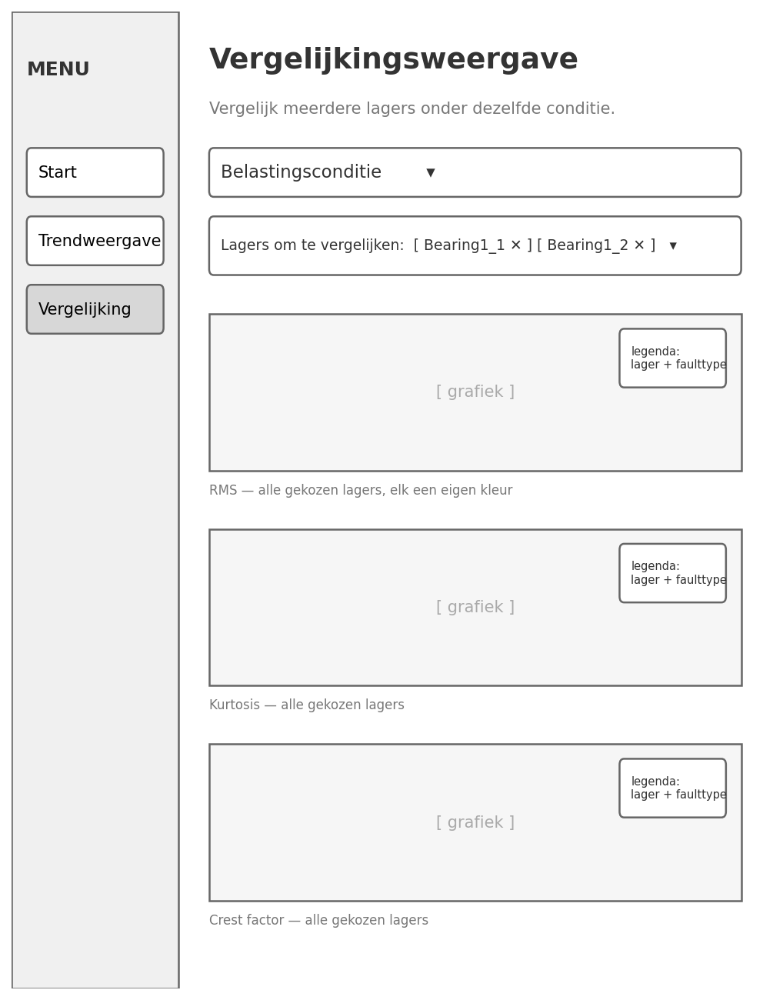 MENU
Start
Trendweergave
Vergelijking
Vergelijkingsweergave
Vergelijk meerdere lagers onder dezelfde conditie.
Belastingsconditie ▼
Lagers om te vergelijken: [ Bearing1_1 ✕ ] [ Bearing1_2 ✕ ] ▼
legenda:
lager + faulttype
[ grafiek ]
RMS — alle gekozen lagers, elk een eigen kleur
legenda:
lager + faulttype
[ grafiek ]
Kurtosis — alle gekozen lagers
legenda:
lager + faulttype
[ grafiek ]
Crest factor — alle gekozen lagers